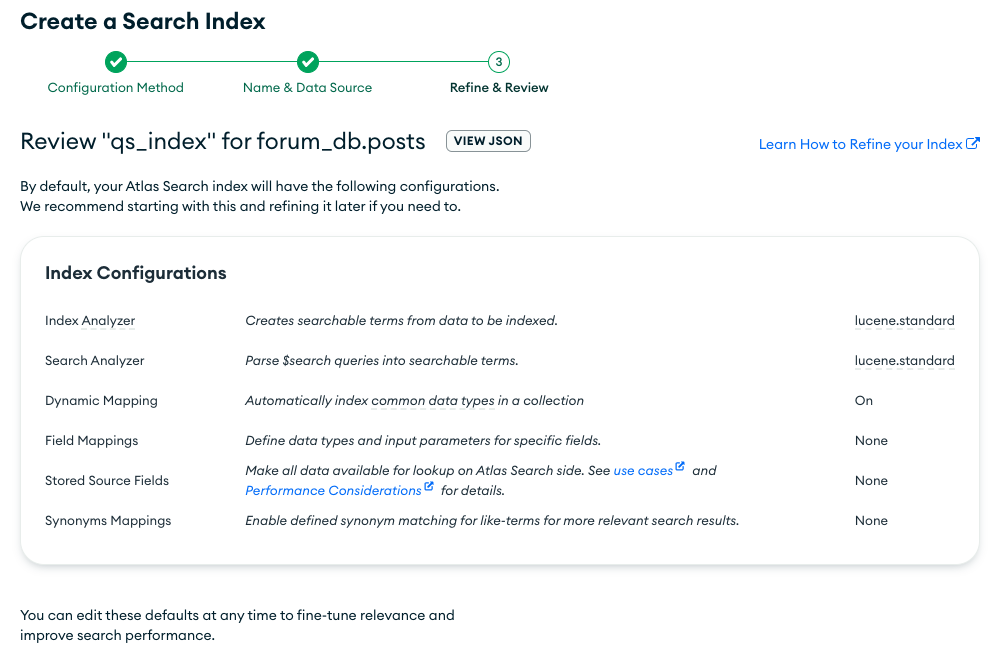 Create a Search Index
3
Configuration Method
Name & Data Source
Refine & Review
Review "qs_index" for forum_db.posts
VIEW JSON
Learn How to Refine your Index
By default, your Atlas Search index will have the following configurations.
We recommend starting with this and refining it later if you need to.
Index Configurations
Index Analyzer
Creates searchable terms from data to be indexed.
lucene.standard
Search Analyzer
Parse $search queries into searchable terms.
lucene.standard
Dynamic Mapping
Automatically index common data types in a collection
On
Field Mappings
Define data types and input parameters for specific fields.
None
Stored Source Fields
Make all data available for lookup on Atlas Search side. See use cases and
Performance Considerations for details.
None
Synonyms Mappings
Enable defined synonym matching for like-terms for more relevant search results.
None
You can edit these defaults at any time to fine-tune relevance and
improve search performance.